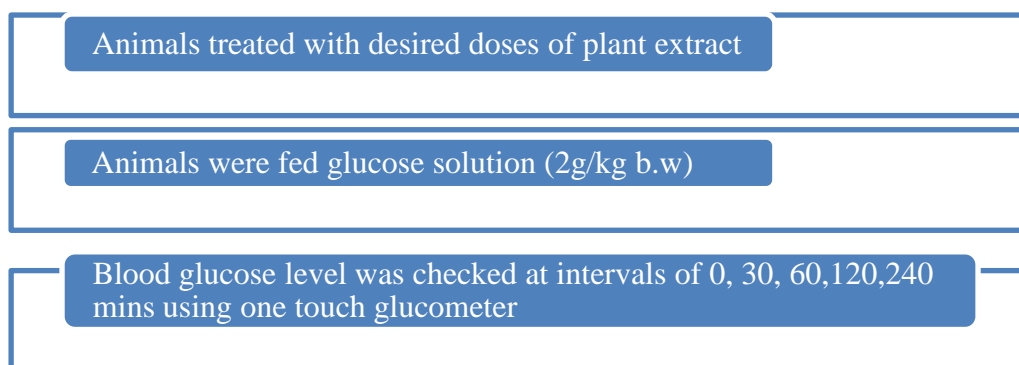 Animals treated with desired doses of plant extract
Animals were fed glucose solution (2g/kg b.w)
Blood glucose level was checked at intervals of 0, 30, 60,120,240
mins using one touch glucometer